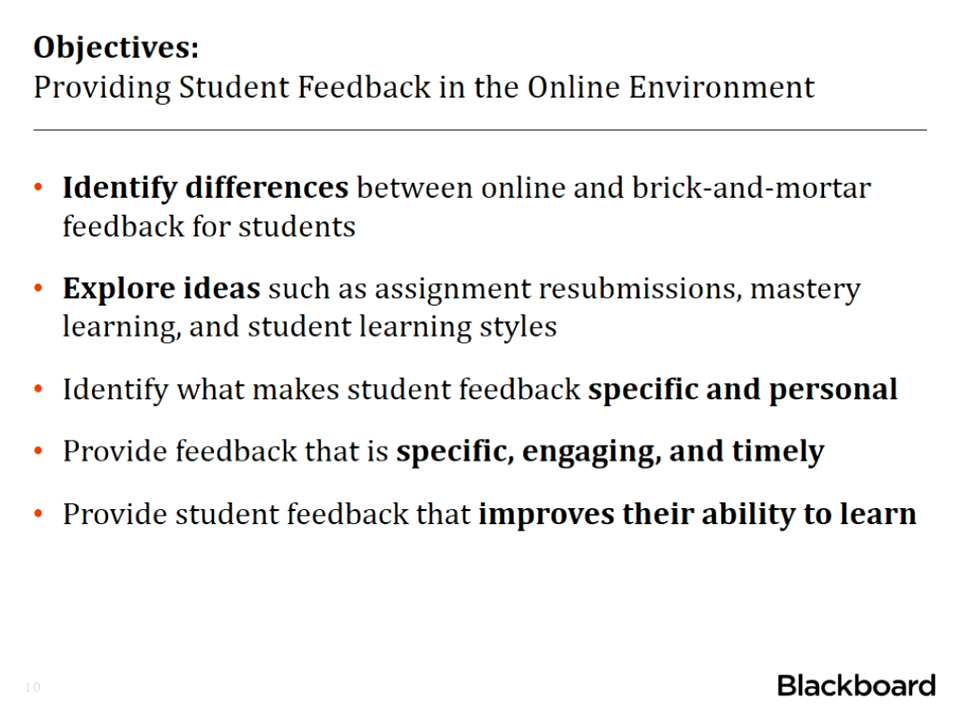 Objectives:
Providing Student Feedback in the Online Environment
• Identify differences between online and brick-and-mortar
feedback for students
• Explore ideas such as assignment resubmissions, mastery
learning, and student learning styles
• Identify what makes student feedback specific and personal
• Provide feedback that is specific, engaging, and timely
• Provide student feedback that improves their ability to learn
10
Blackboard